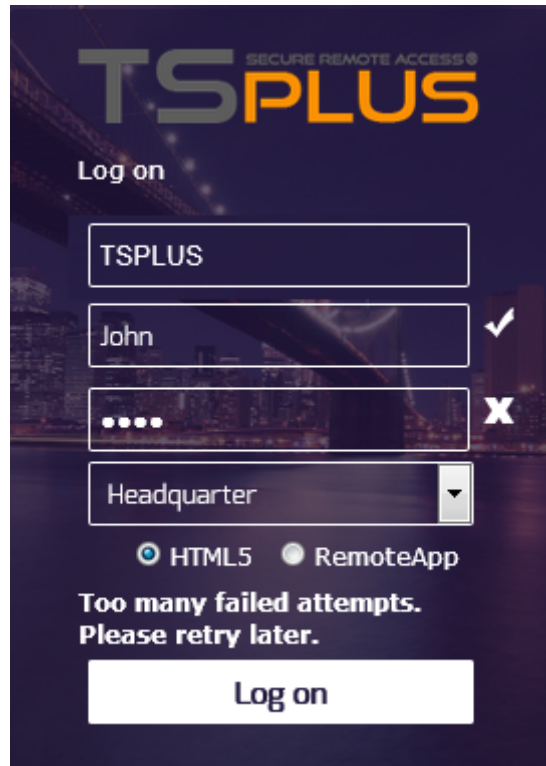 SECURE REMOTE ACCESS®
TSPLUS
Log on
TSPLUS
John
••••
Headquarter
HTML5 RemoteApp
Too many failed attempts.
Please retry later.
Log on